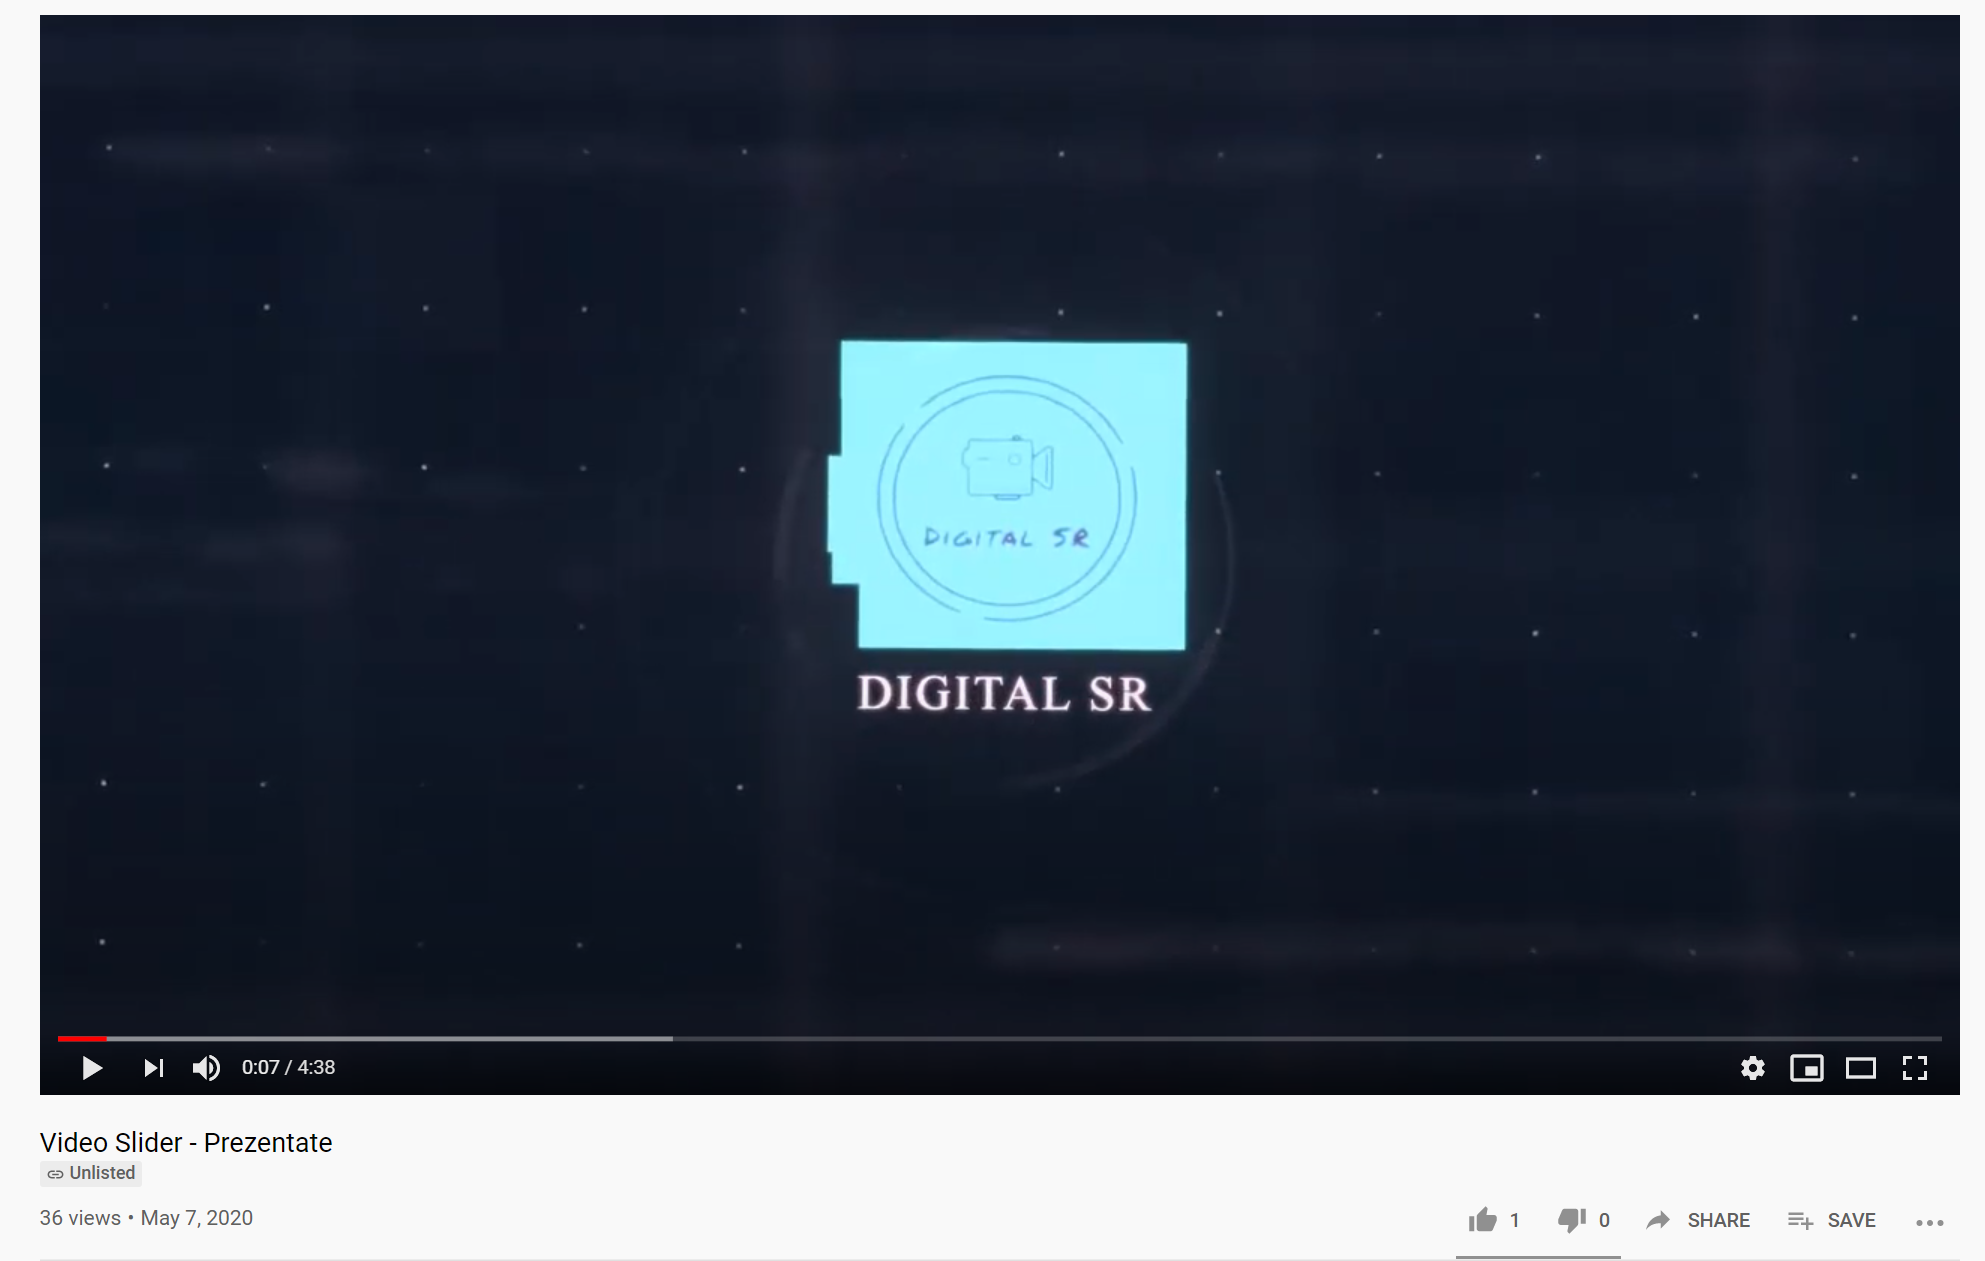 DIGITAL SR
DIGITAL SR
0:07 / 4:38
Video Slider - Prezentate
Unlisted
36 views • May 7, 2020
1 0 SHARE SAVE